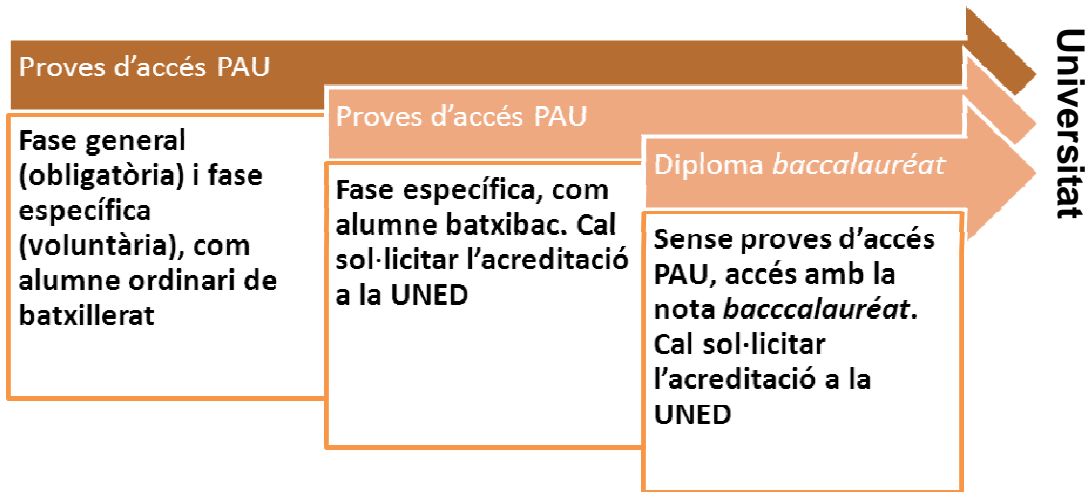 Proves d'accés PAU
Fase general
(obligatòria) i fase
específica
(voluntària), com
alumne ordinari de
batxillerat
Proves d'accés PAU
Fase específica, com
alumne batxibac. Cal
sol·licitar l'acreditació
a la UNED
Diploma baccalauréat
Sense proves d'accés
PAU, accés amb la
nota bacccalauréat.
Cal sol·licitar
l'acreditació a la
UNED
Universitat